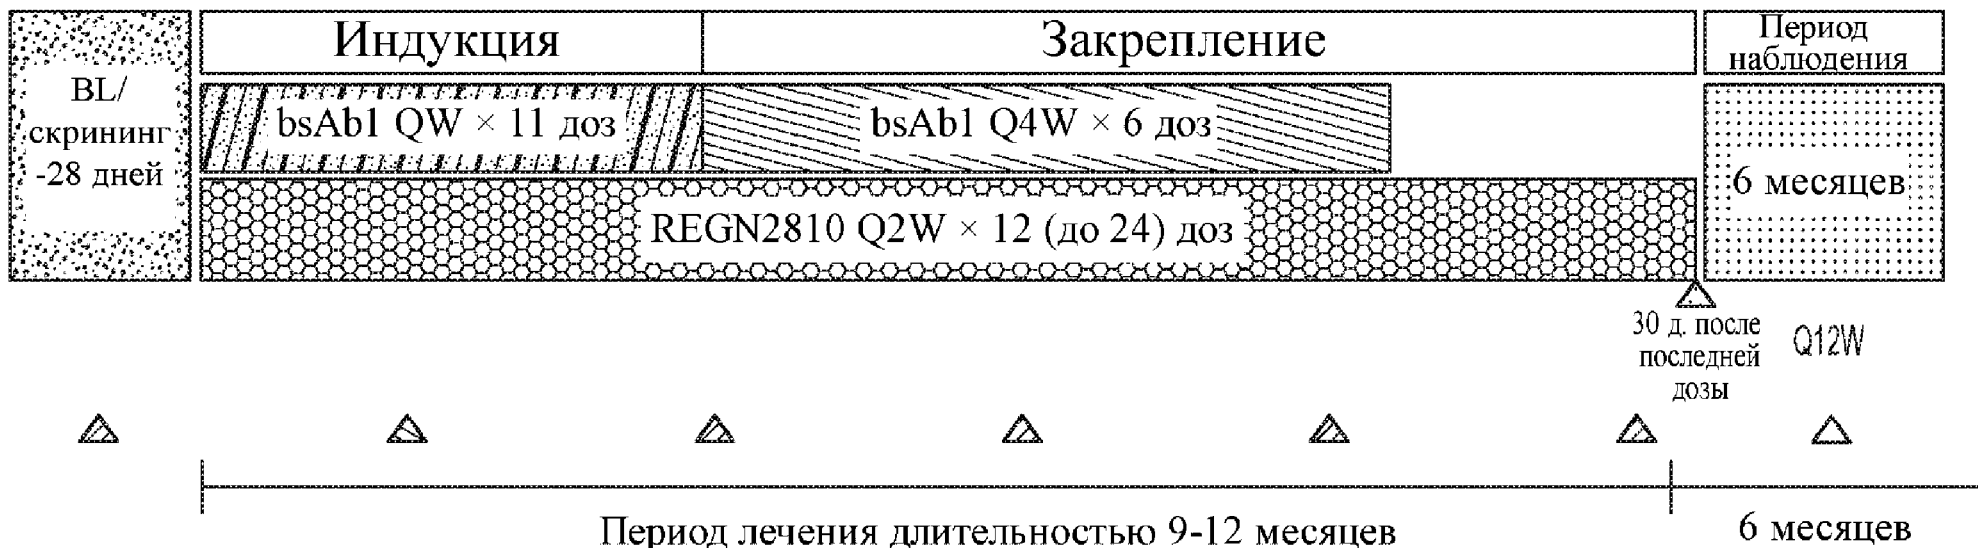 BL/
скрининг
-28 дней
Индукция
Закрепление
Период
наблюдения
bsAb1 QW × 11 доз
bsAb1 Q4W × 6 доз
6 месяцев
REGN2810 Q2W × 12 (до 24) доз
30 д. после
последней
дозы
Q12W
Период лечения длительностью 9-12 месяцев
6 месяцев